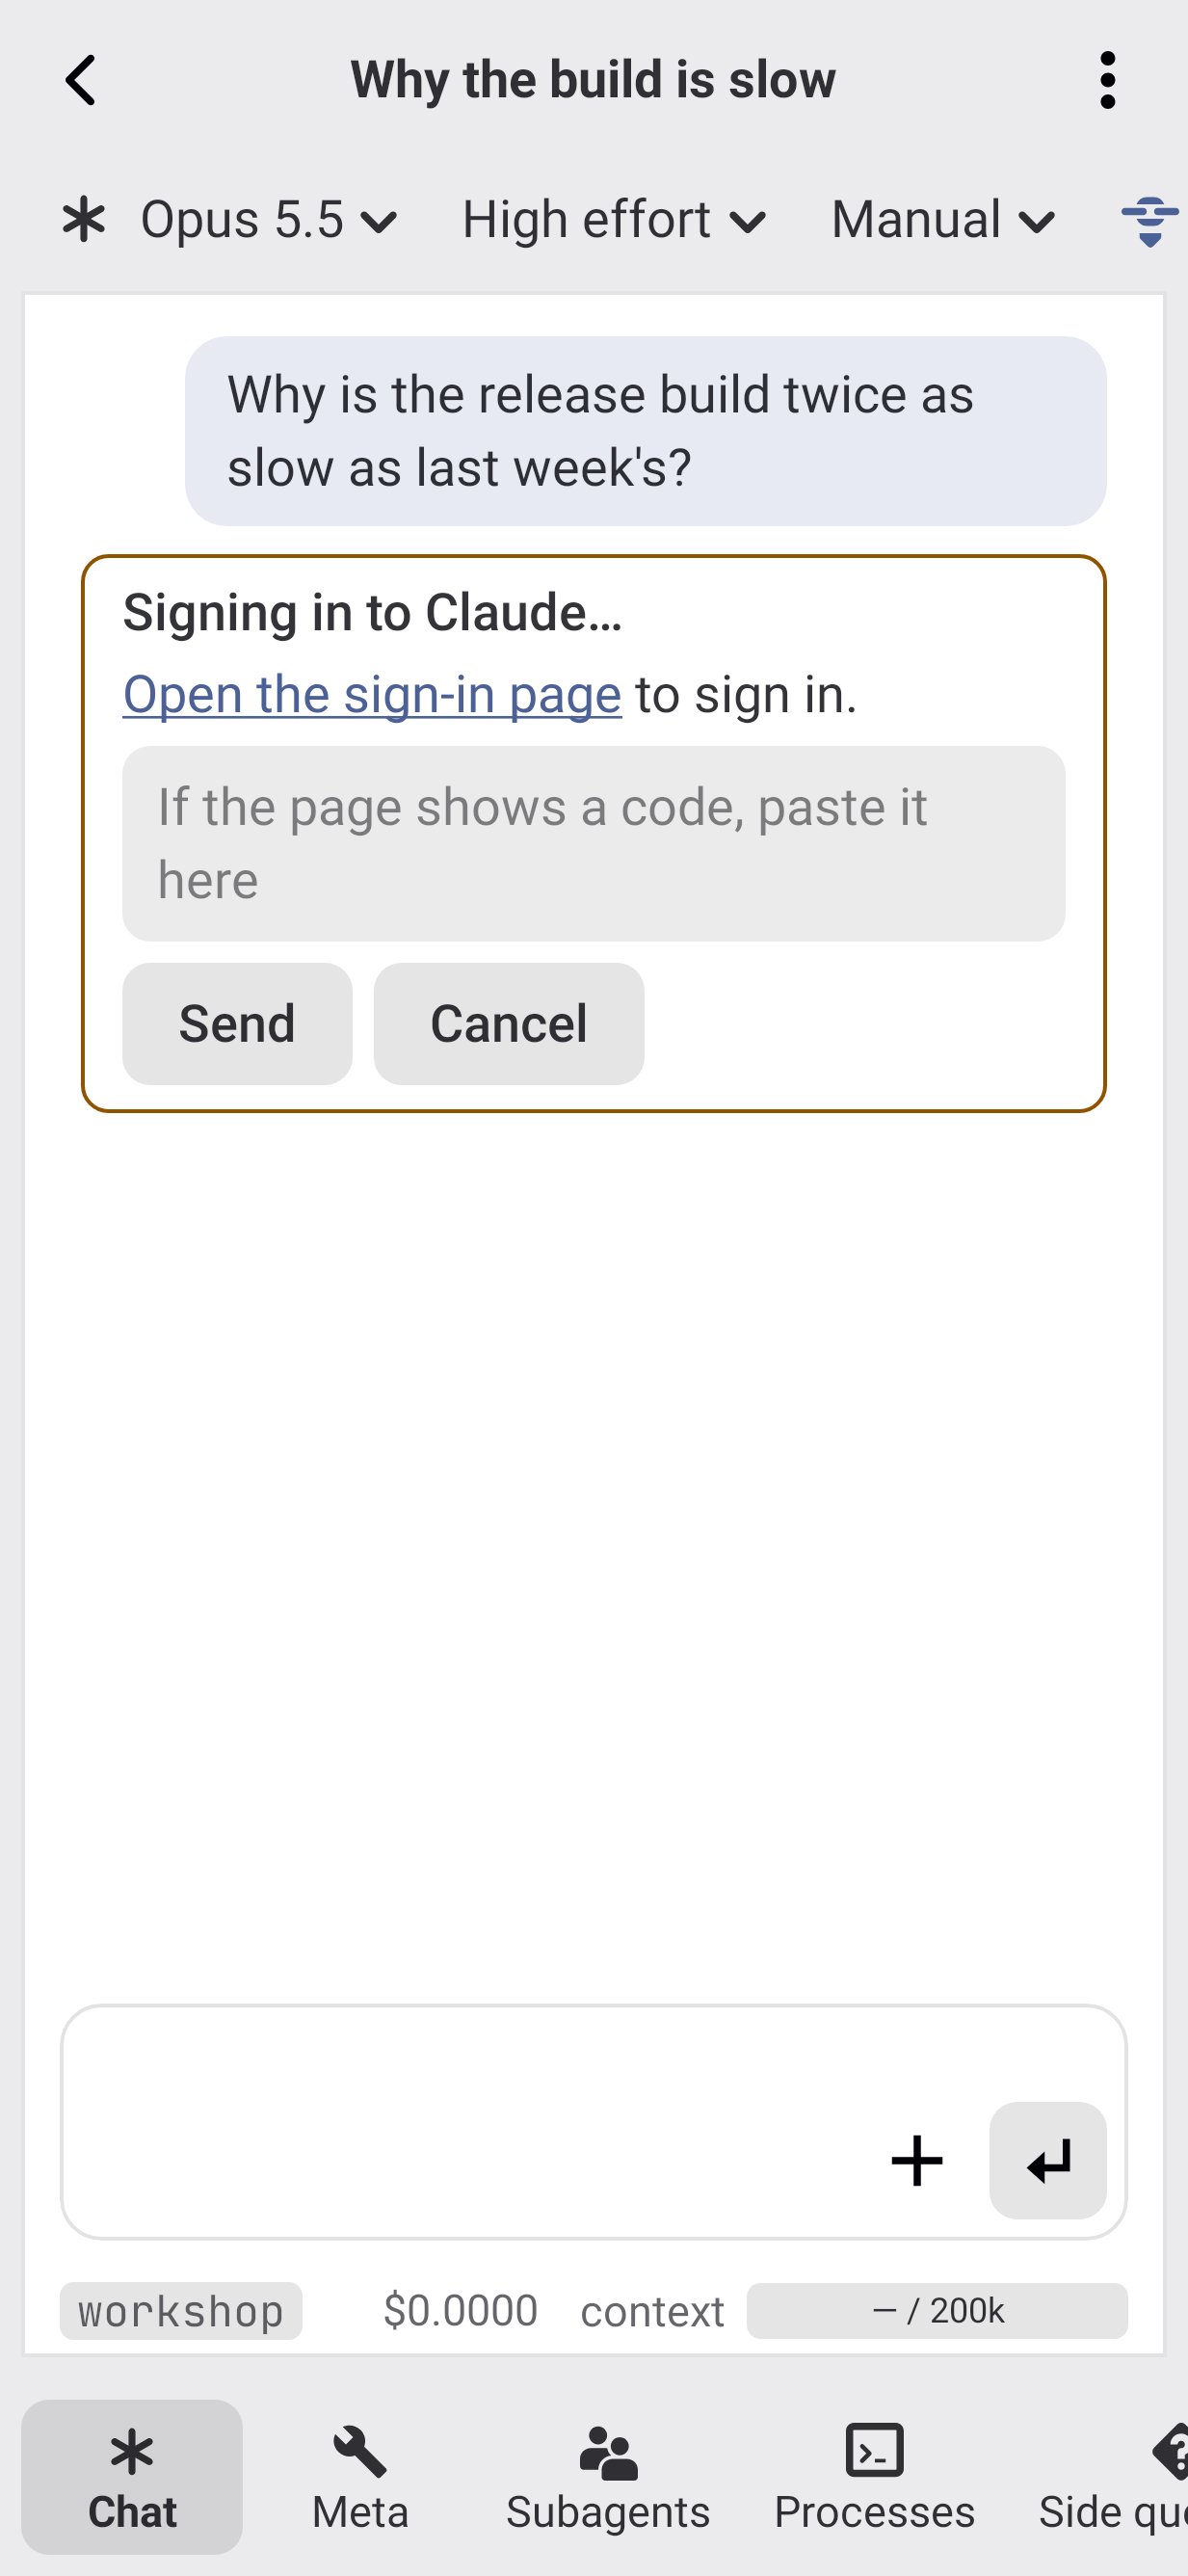 Why the build is slow
Opus 5.5 High effort Manual
Why is the release build twice as
slow as last week's?
Signing in to Claude…
Open the sign-in page to sign in.
If the page shows a code, paste it
here
Send Cancel
workshop $0.0000 context — / 200k
Chat Meta Subagents Processes Side